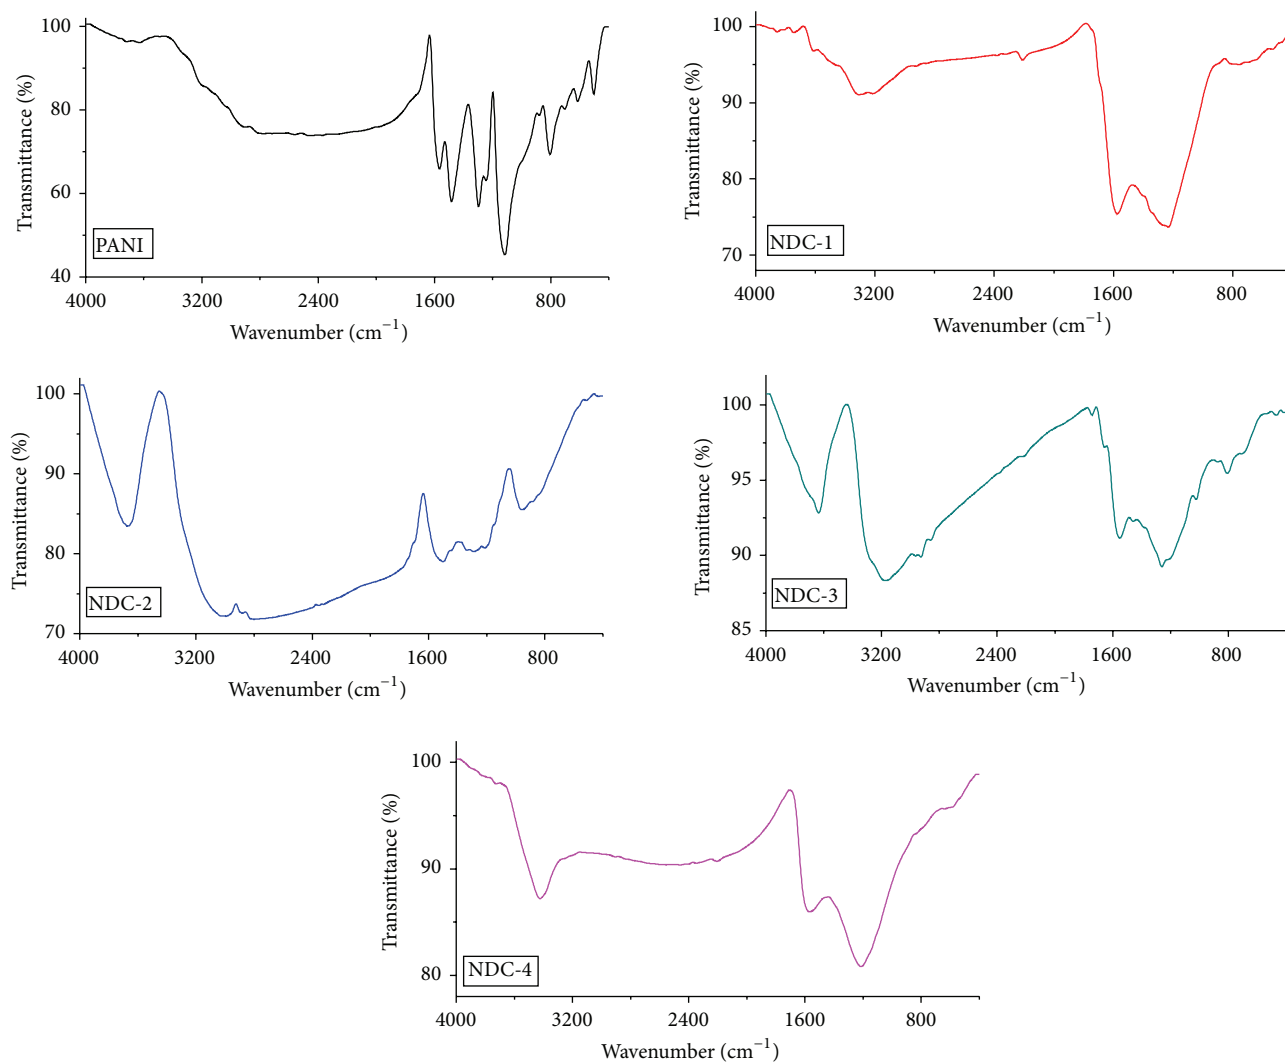 100
80
60
40
Transmittance (%)
PANI
4000 3200 2400 1600 800
Wavenumber (cm−1)
100
90
80
70
Transmittance (%)
NDC-1
4000 3200 2400 1600 800
Wavenumber (cm−1)
100
90
80
70
Transmittance (%)
NDC-2
4000 3200 2400 1600 800
Wavenumber (cm−1)
100
95
90
85
Transmittance (%)
NDC-3
4000 3200 2400 1600 800
Wavenumber (cm−1)
100
90
80
Transmittance (%)
NDC-4
4000 3200 2400 1600 800
Wavenumber (cm−1)